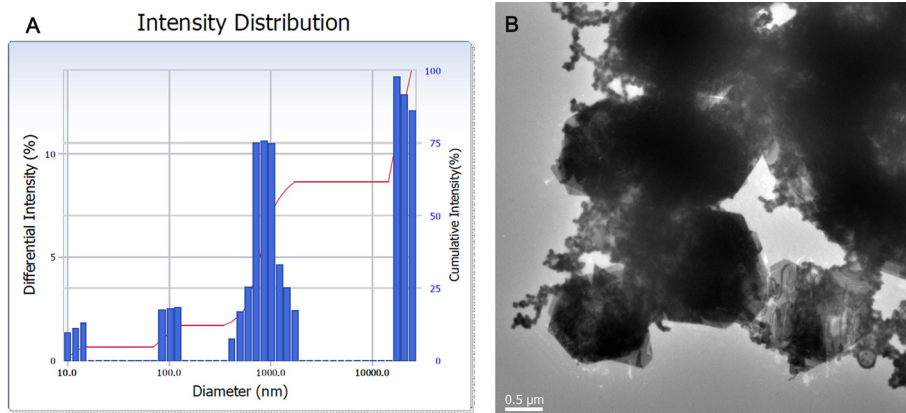 A
Intensity Distribution
Differential Intensity (%)
10
5
0
100
75
50
25
0
Cumulative Intensity(%)
10.0
100.0
1000.0
10000.0
Diameter (nm)
B
0.5 µm